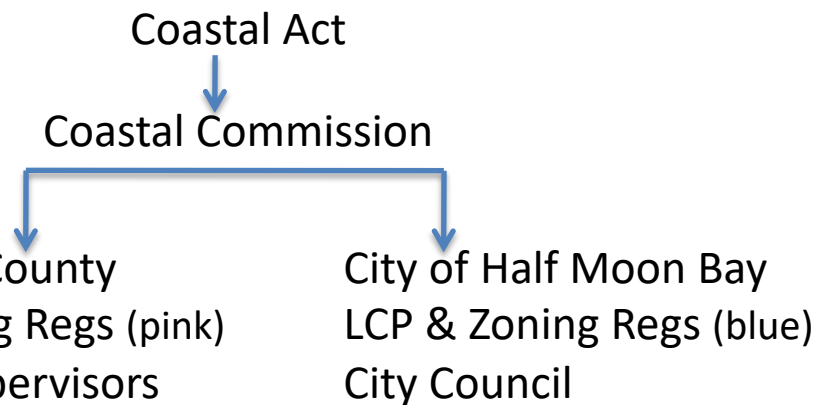 Coastal Act
Coastal Commission
County City of Half Moon Bay
Regs (pink) LCP & Zoning Regs (blue)
City Council